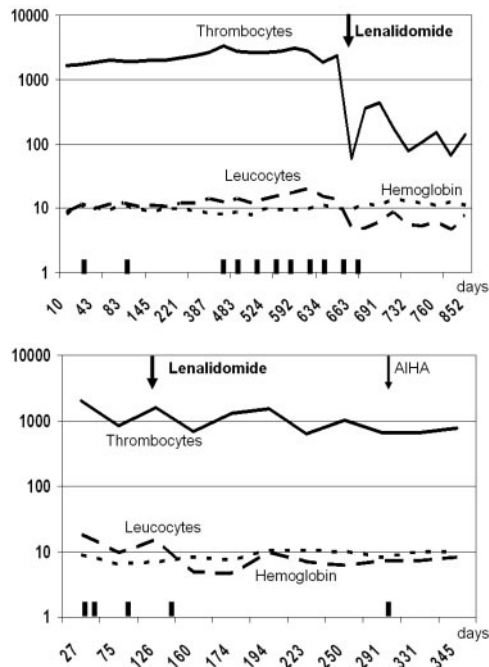 10000
Thrombocytes
Lenalidomide
1000
100
Leucocytes
Hemoglobin
10
1
days
10 43 83 145 221 387 483 524 592 634 663 691 732 760 852
10000
Lenalidomide
AIHA
1000
Thrombocytes
100
Leucocytes
10
Hemoglobin
1
days
27 75 126 160 174 194 223 250 291 331 345